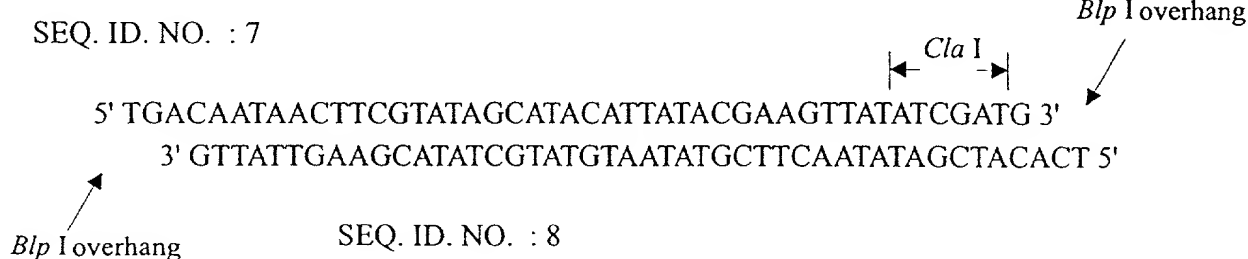 Blp I overhang
SEQ. ID. NO. : 7
Cla I
5' TGACAATAACTTCGTATAGCATACATTATACGAAGTTATATCGATG 3'
3' GTTATTGAAGCATATCGTATGTAATATGCTTCAATATAGCTACACT 5'
Blp I overhang
SEQ. ID. NO. : 8